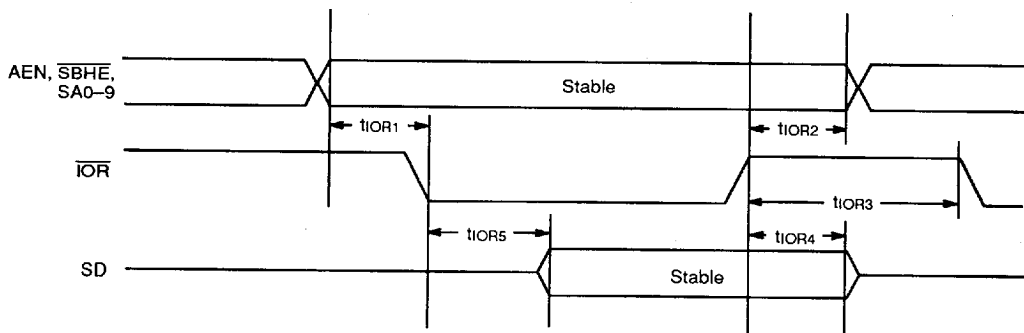 AEN, SBHE,
SA0–9
Stable
tIOR1
tIOR2
IOR
tIOR3
tIOR5
tIOR4
SD
Stable